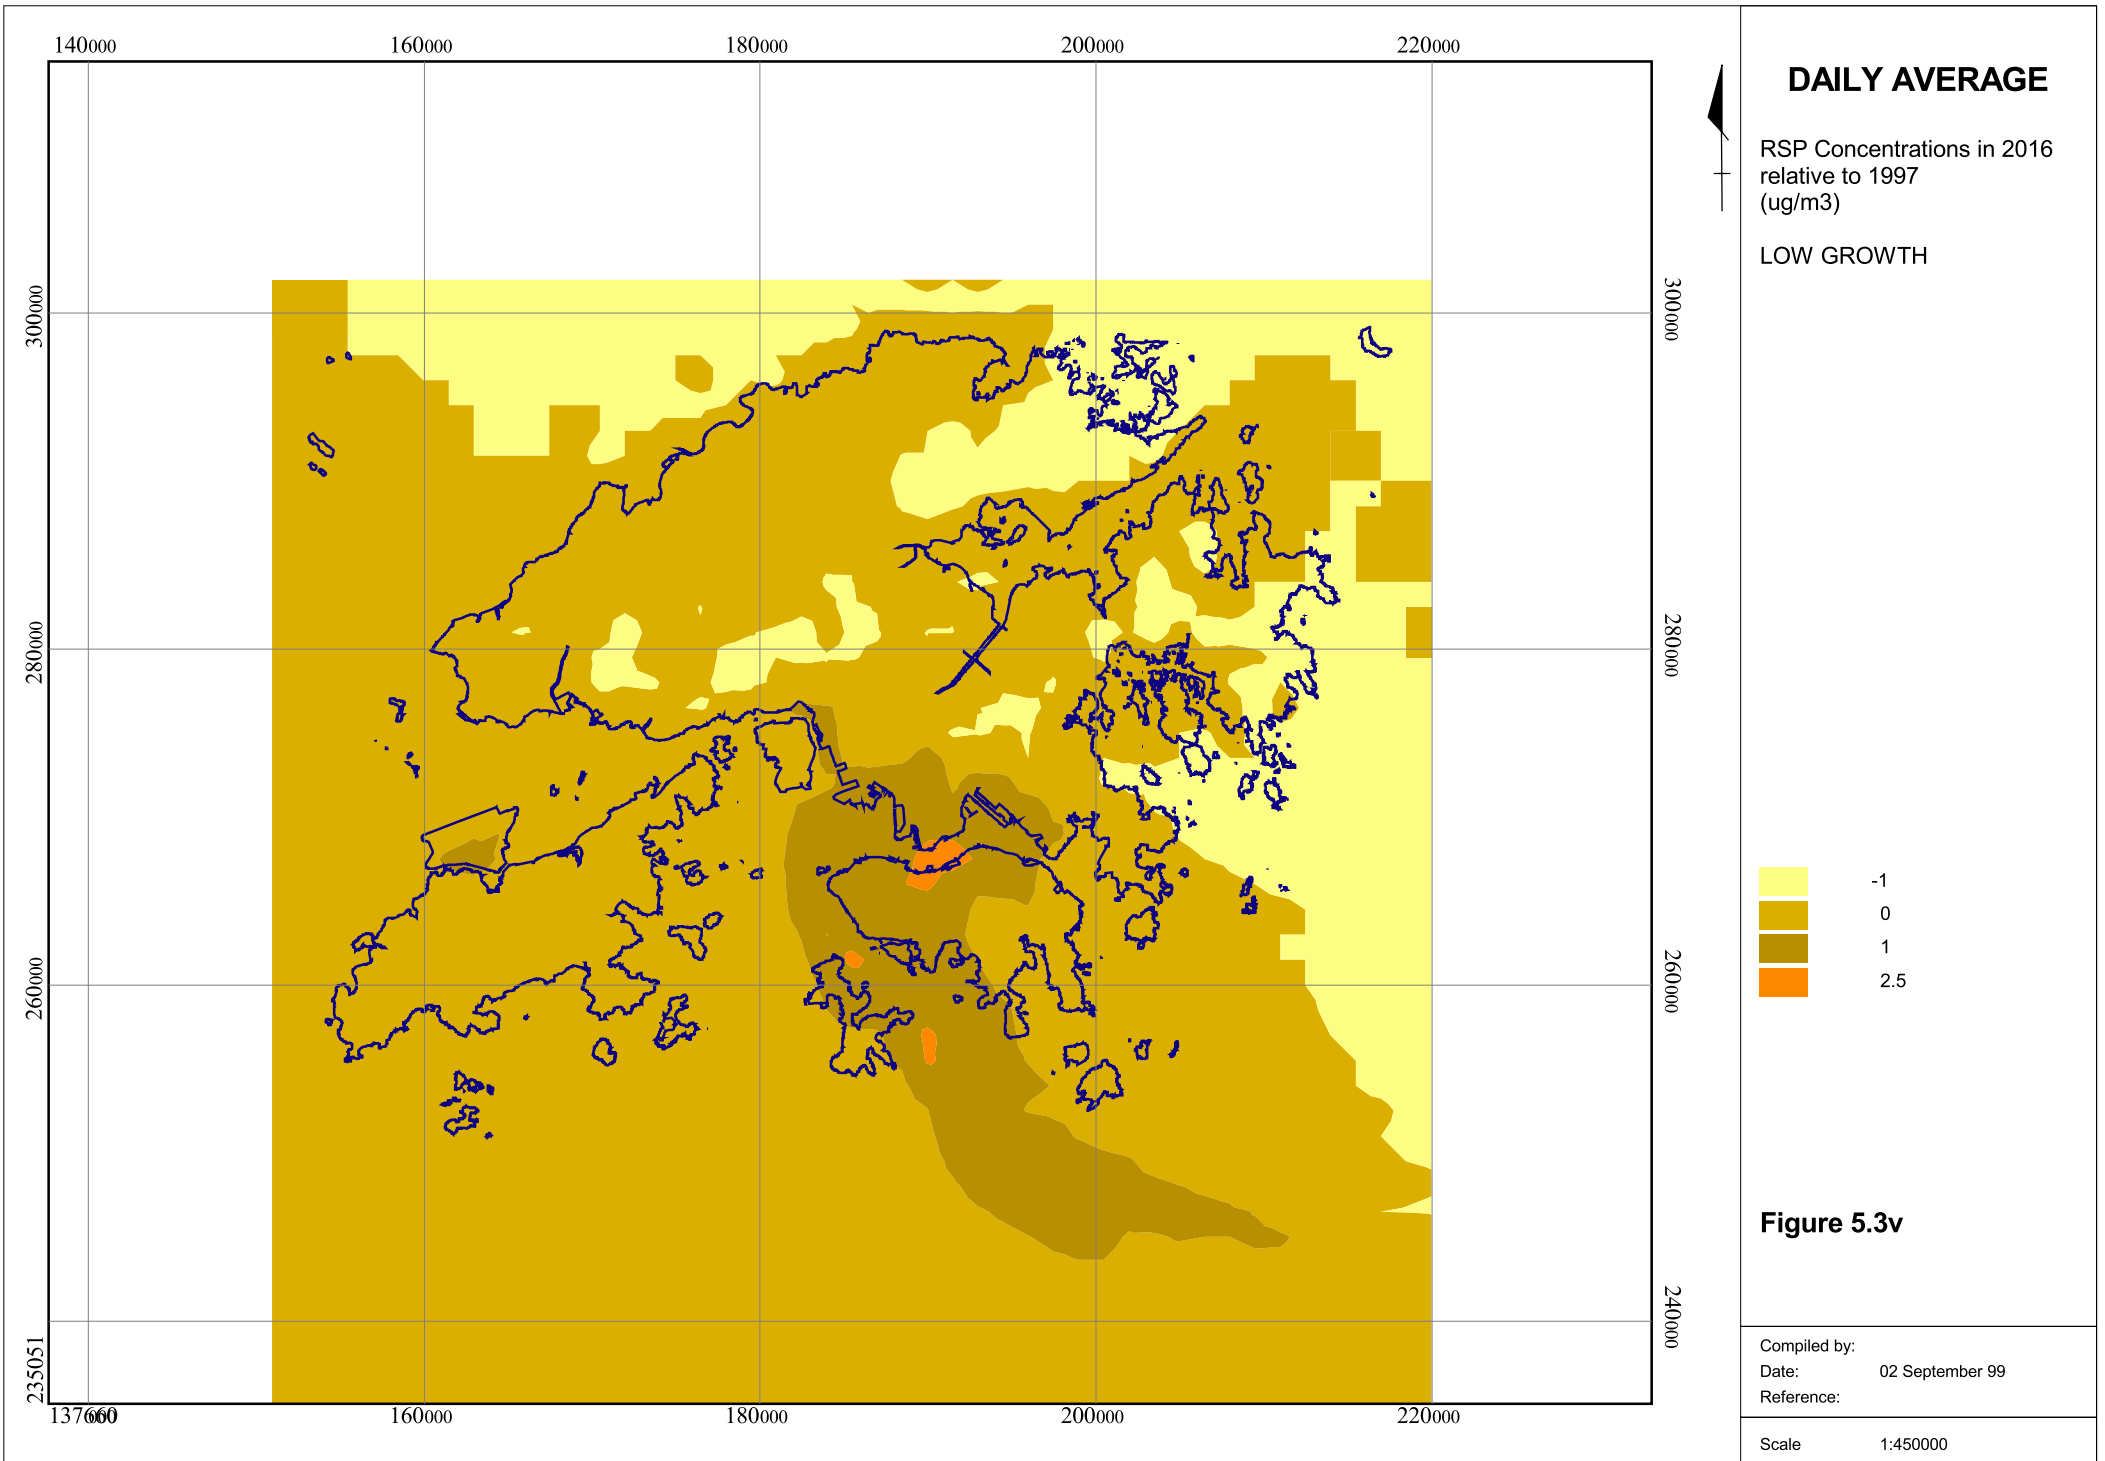 140000 160000 180000 200000 220000
DAILY AVERAGE
RSP Concentrations in 2016
relative to 1997
(ug/m3)
LOW GROWTH
300000 300000
280000 280000
260000 260000
240000
235051
137660 160000 180000 200000 220000
-1
0
1
2.5
Figure 5.3v
Compiled by:
Date: 02 September 99
Reference:
Scale 1:450000